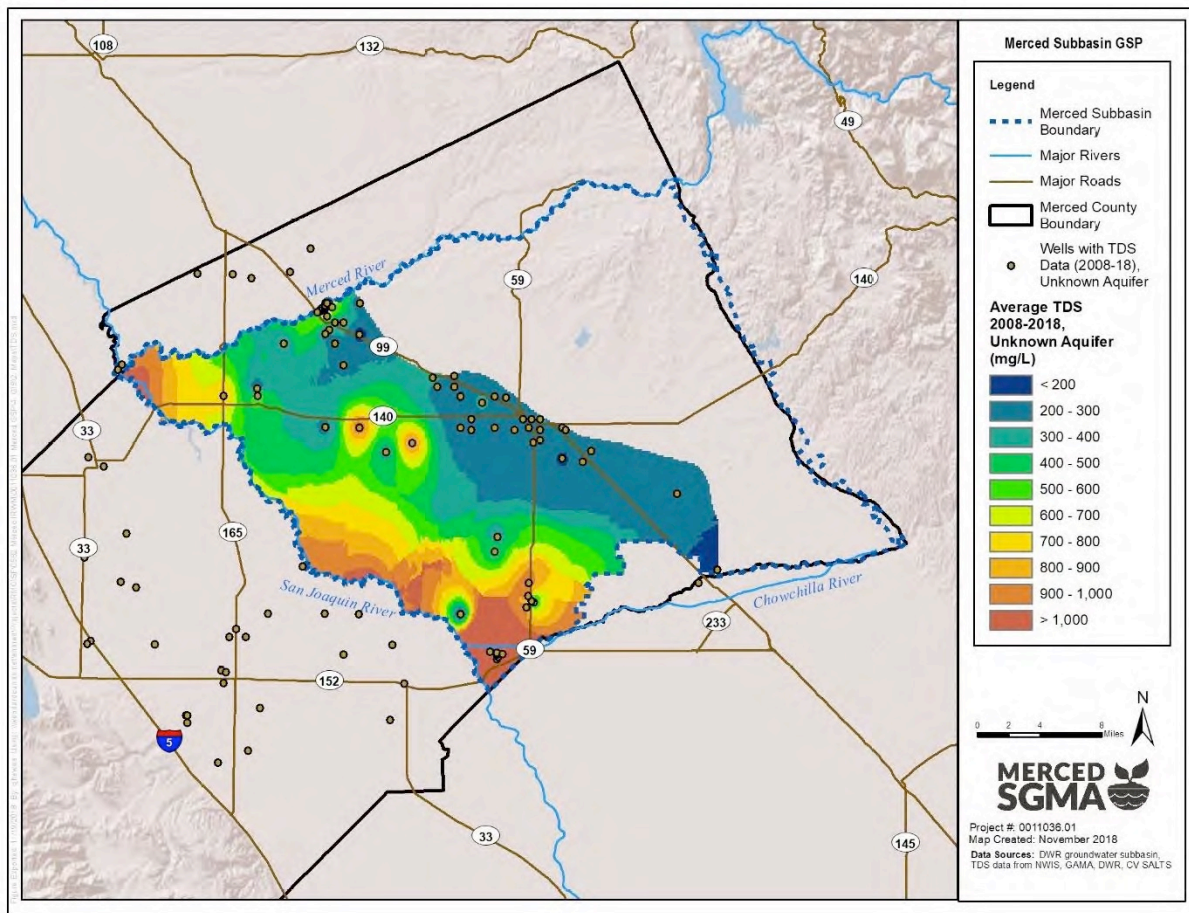 108
132
49
Merced River
59
140
99
140
33
165
33
San Joaquin River
Chowchilla River
233
59
152
5
33
145
Merced Subbasin GSP
Legend
Merced Subbasin
Boundary
Major Rivers
Major Roads
Merced County
Boundary
Wells with TDS
Data (2008-18),
Unknown Aquifer
Average TDS
2008-2018,
Unknown Aquifer
(mg/L)
< 200
200 - 300
300 - 400
400 - 500
500 - 600
600 - 700
700 - 800
800 - 900
900 - 1,000
> 1,000
N
0 2 4 8
Miles
MERCED
SGMA
Project #: 0011036.01
Map Created: November 2018
Data Sources: DWR groundwater subbasin,
TDS data from NWIS, GAMA, DWR, CV SALTS